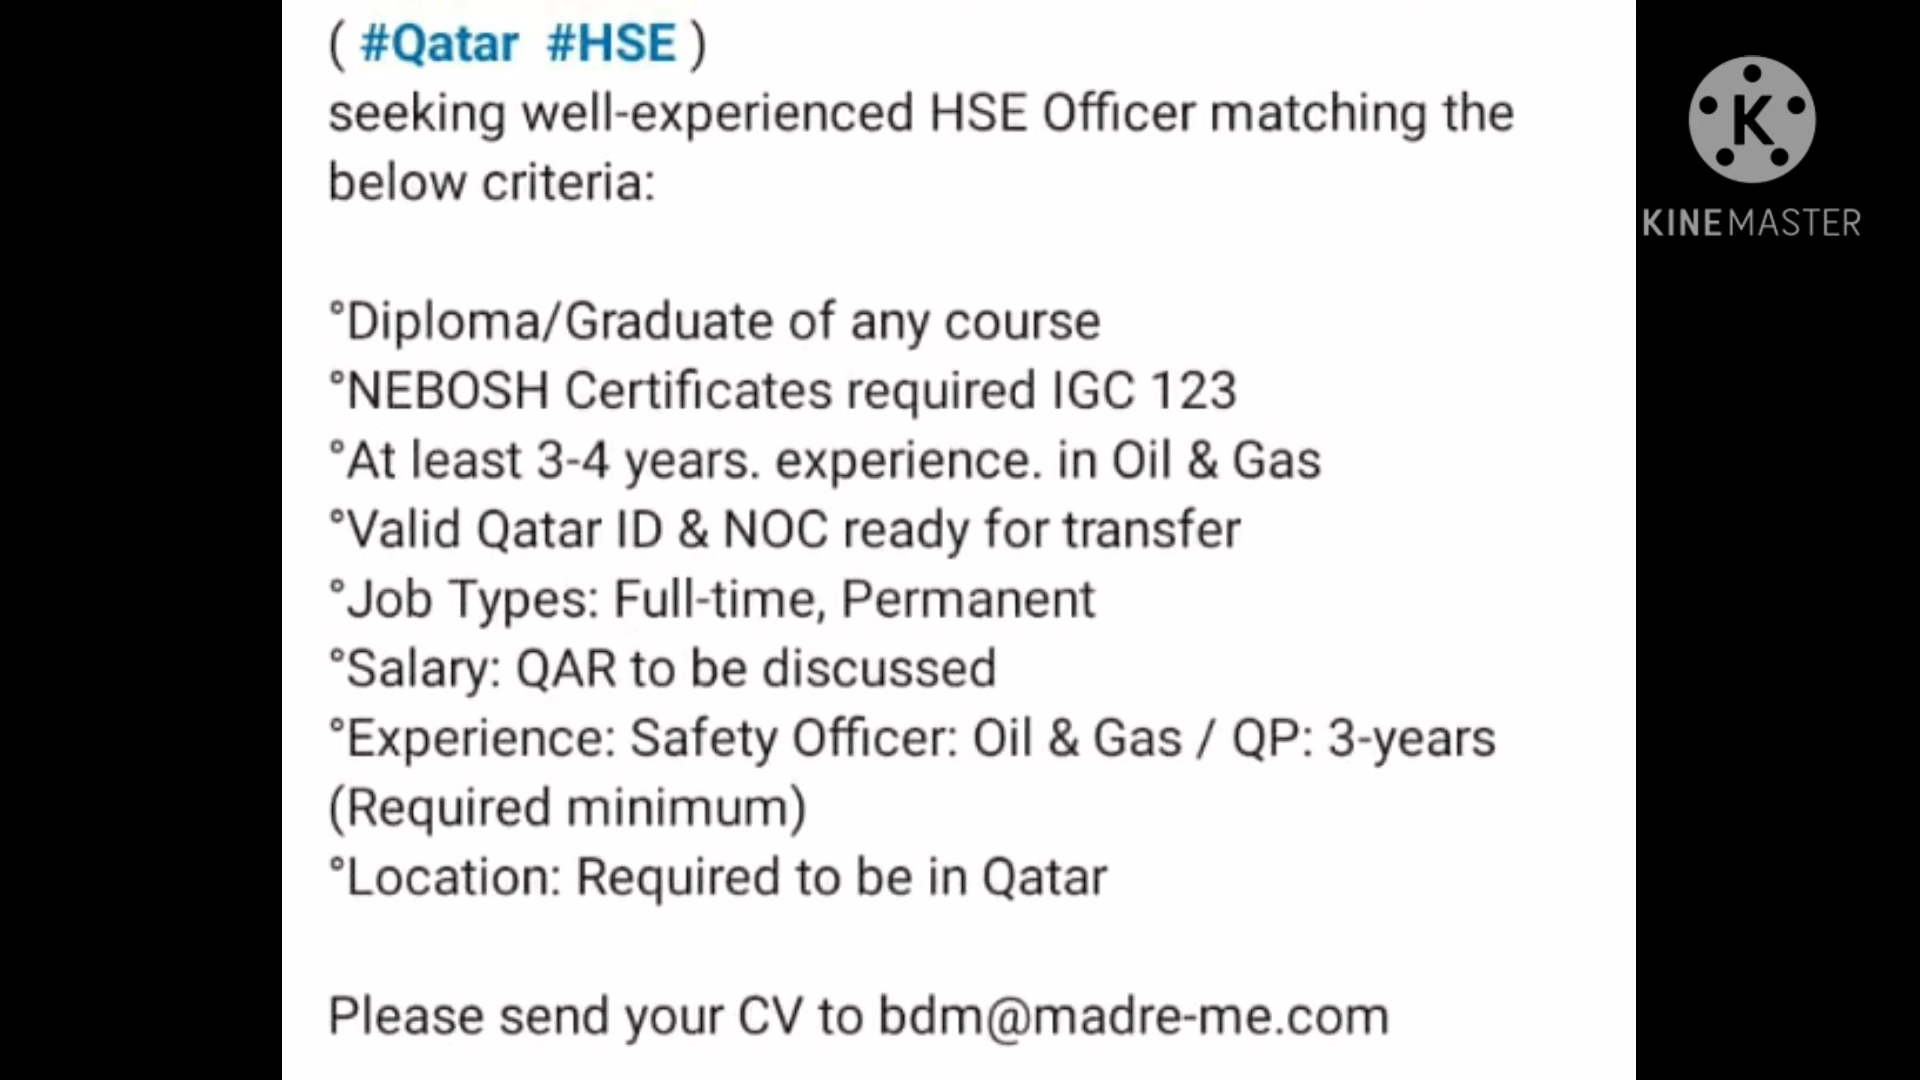 ( #Qatar #HSE )
seeking well-experienced HSE Officer matching the
below criteria:
°Diploma/Graduate of any course
°NEBOSH Certificates required IGC 123
°At least 3-4 years. experience. in Oil & Gas
°Valid Qatar ID & NOC ready for transfer
°Job Types: Full-time, Permanent
°Salary: QAR to be discussed
°Experience: Safety Officer: Oil & Gas / QP: 3-years
(Required minimum)
°Location: Required to be in Qatar
Please send your CV to bdm@madre-me.com
K
KINEMASTER